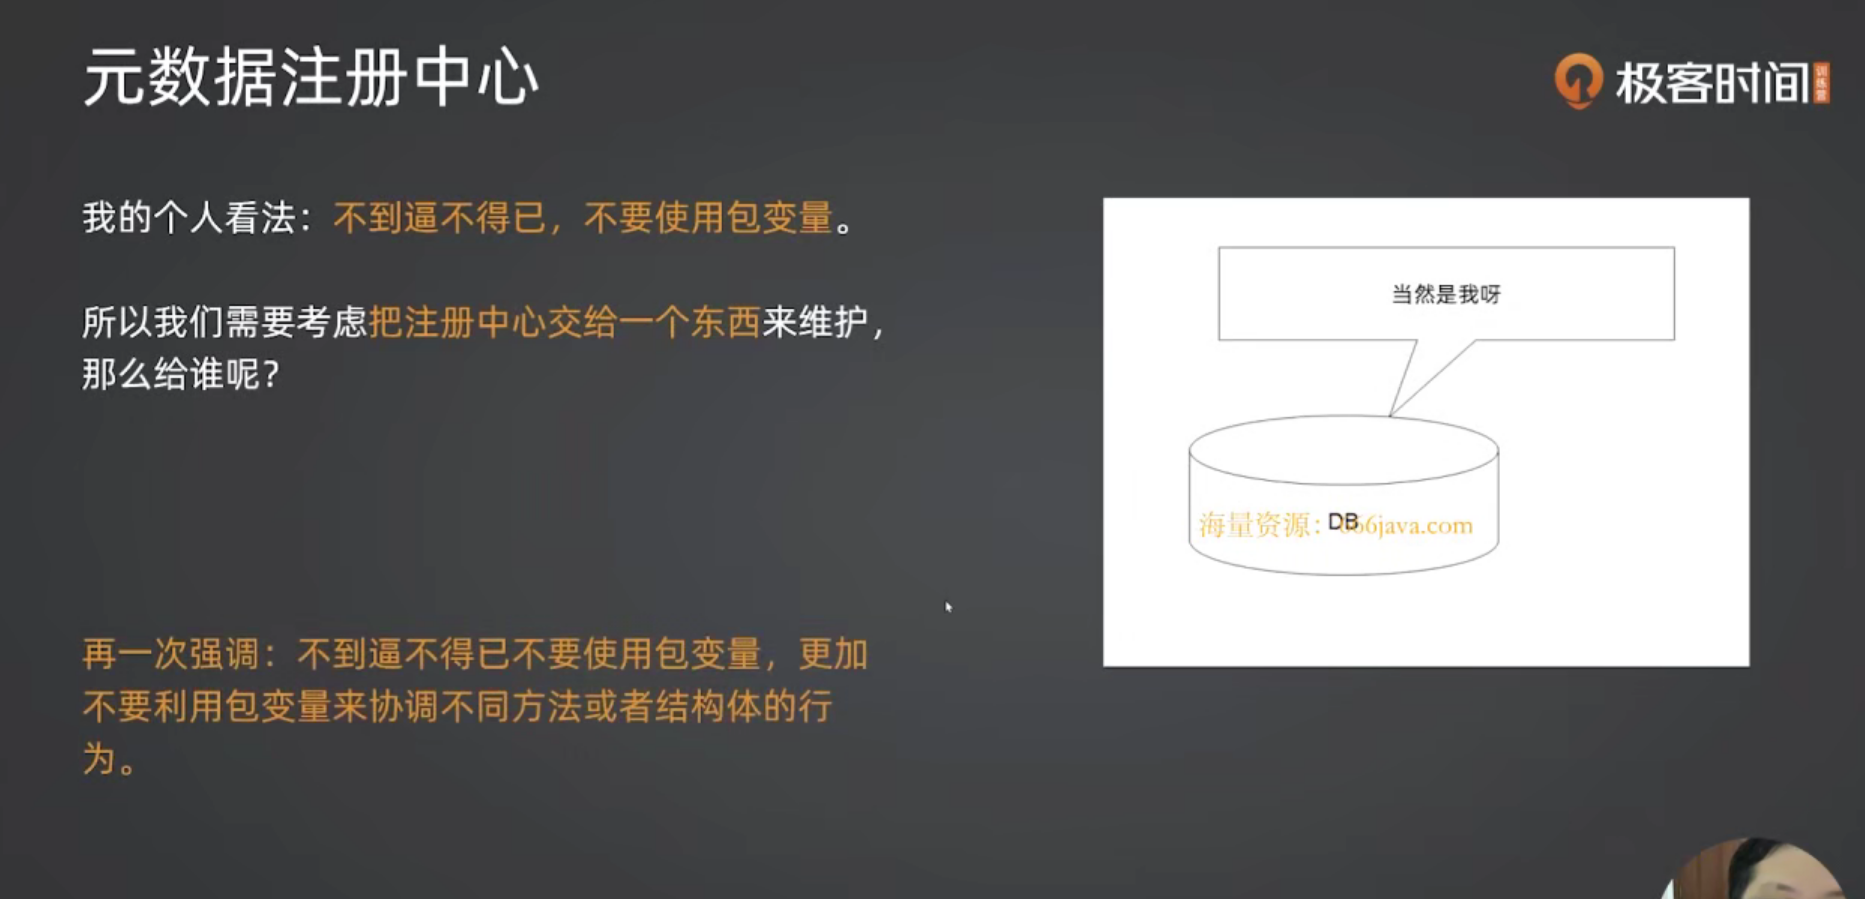 元数据注册中心
极客时间
训练营
我的个人看法：不到逼不得已，不要使用包变量。
所以我们需要考虑把注册中心交给一个东西来维护，
那么给谁呢？
当然是我呀
DB
海量资源：666java.com
再一次强调：不到逼不得已不要使用包变量，更加
不要利用包变量来协调不同方法或者结构体的行
为。